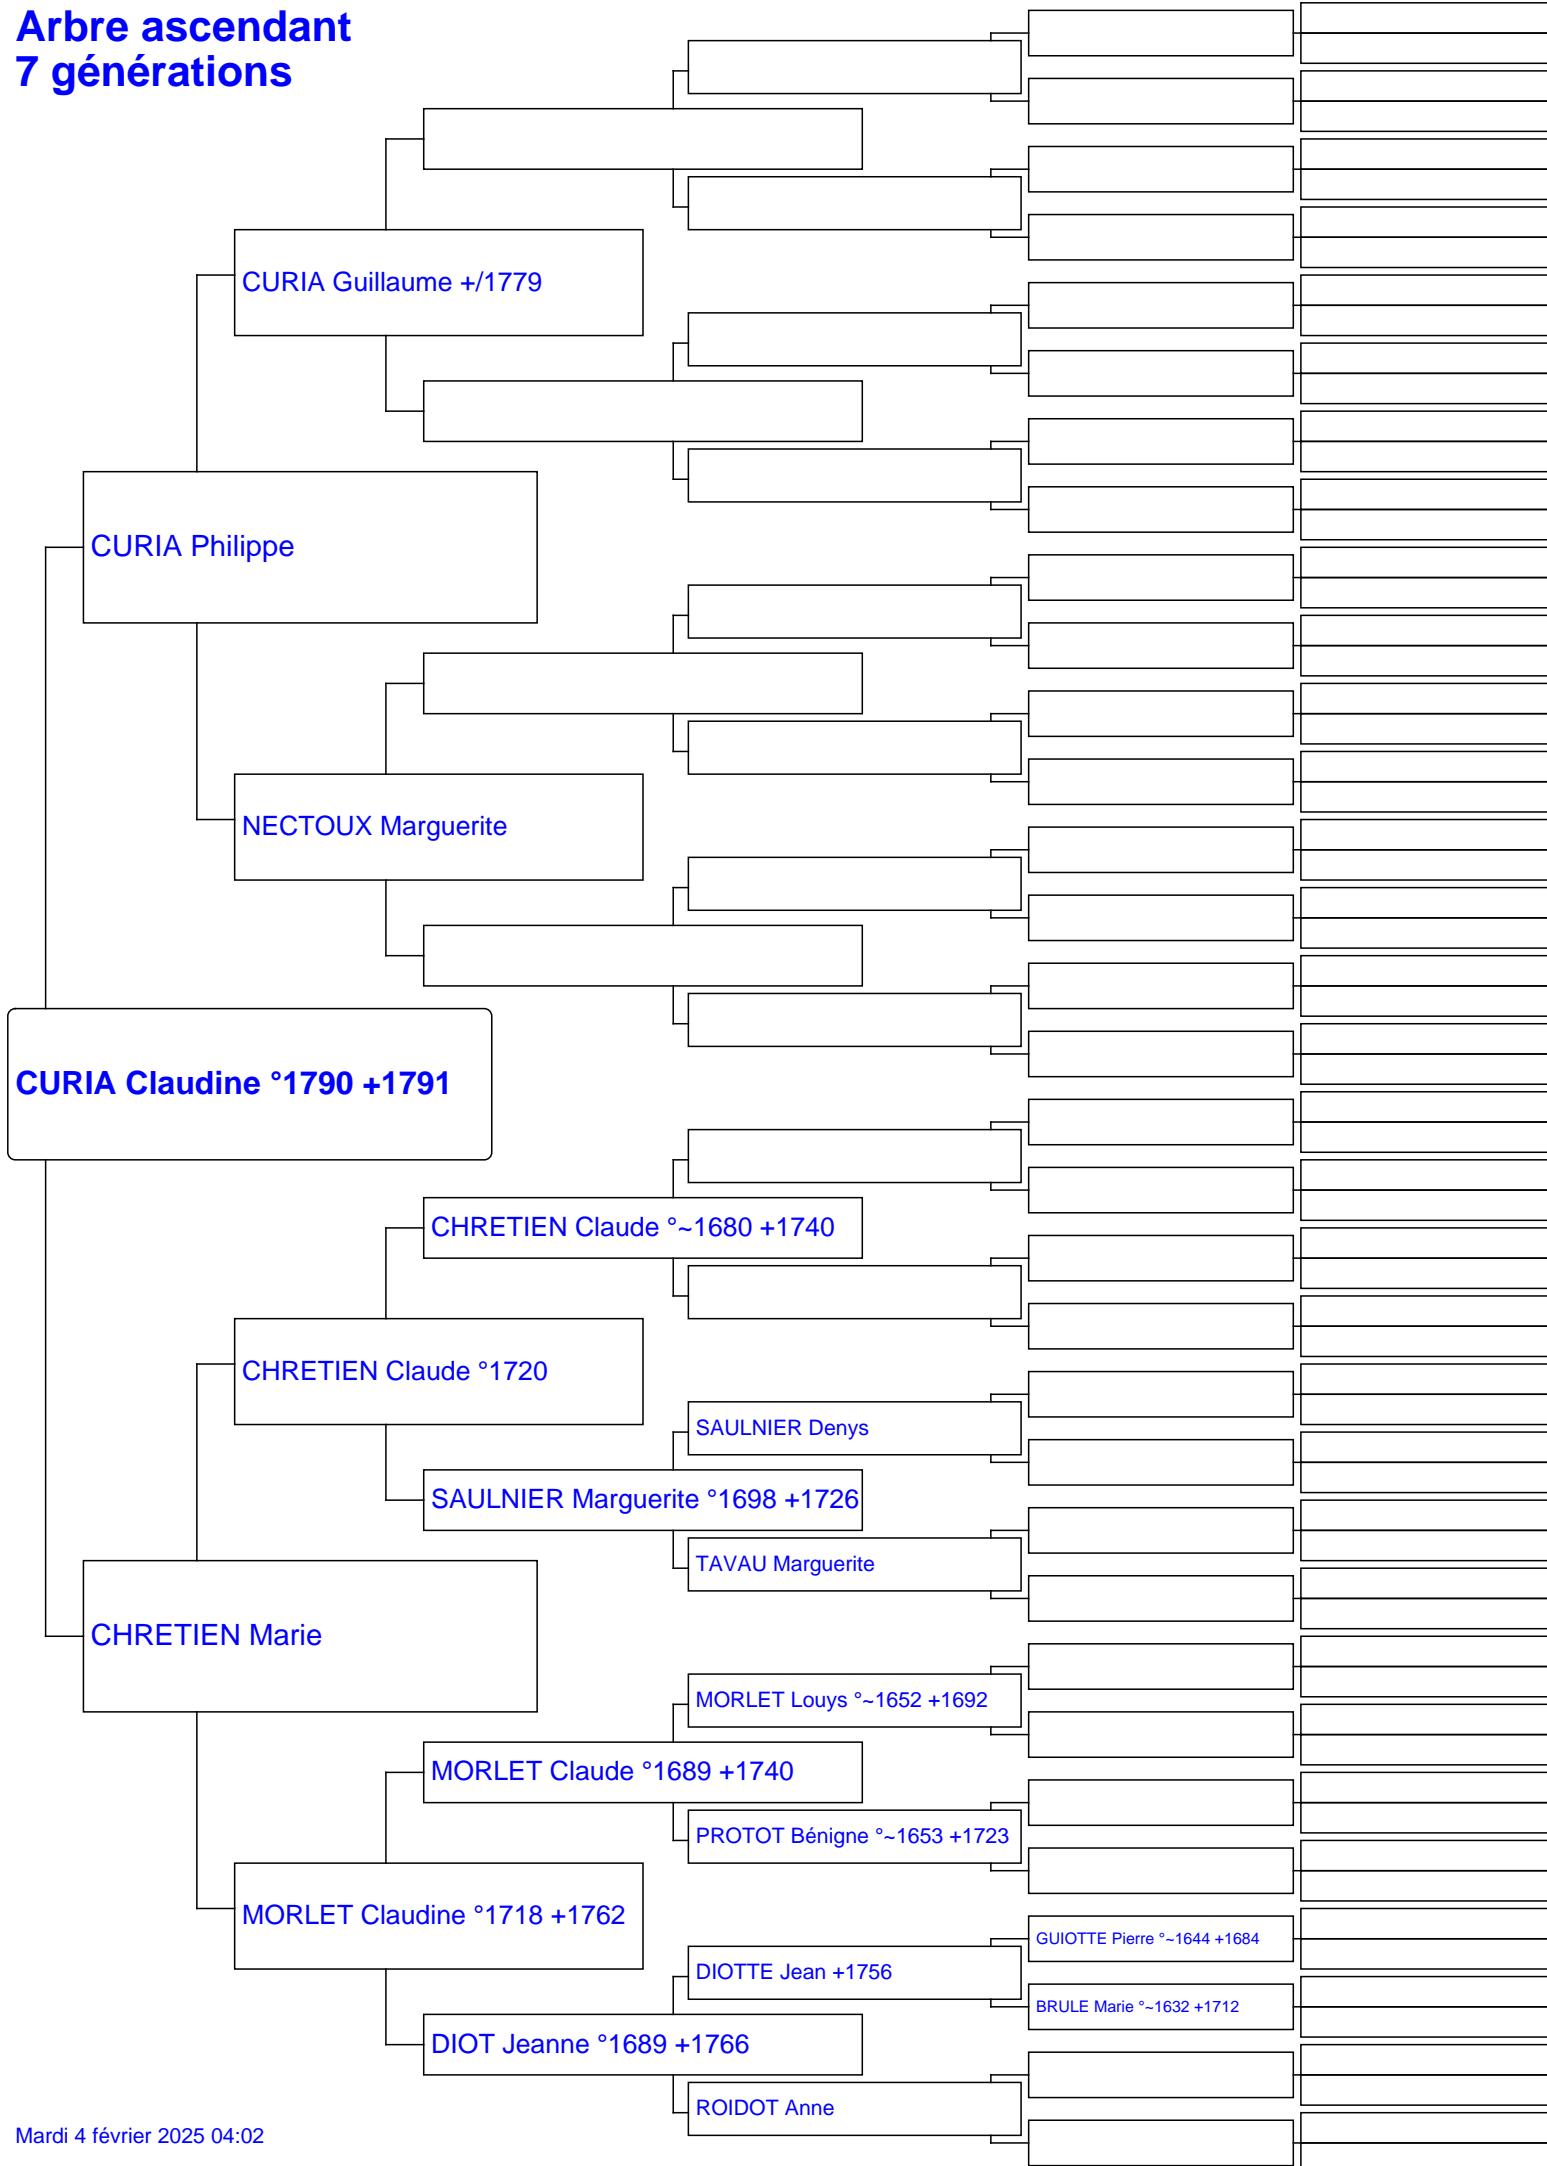 Arbre ascendant
7 générations
CURIA Guillaume +/1779
CURIA Philippe
NECTOUX Marguerite
CURIA Claudine °1790 +1791
CHRETIEN Claude °~1680 +1740
CHRETIEN Claude °1720
SAULNIER Denys
SAULNIER Marguerite °1698 +1726
TAVAU Marguerite
CHRETIEN Marie
MORLET Louys °~1652 +1692
MORLET Claude °1689 +1740
PROTOT Bénigne °~1653 +1723
MORLET Claudine °1718 +1762
GUIOTTE Pierre °~1644 +1684
DIOTTE Jean +1756
BRULE Marie °~1632 +1712
DIOT Jeanne °1689 +1766
ROIDOT Anne
Mardi 4 février 2025 04:02